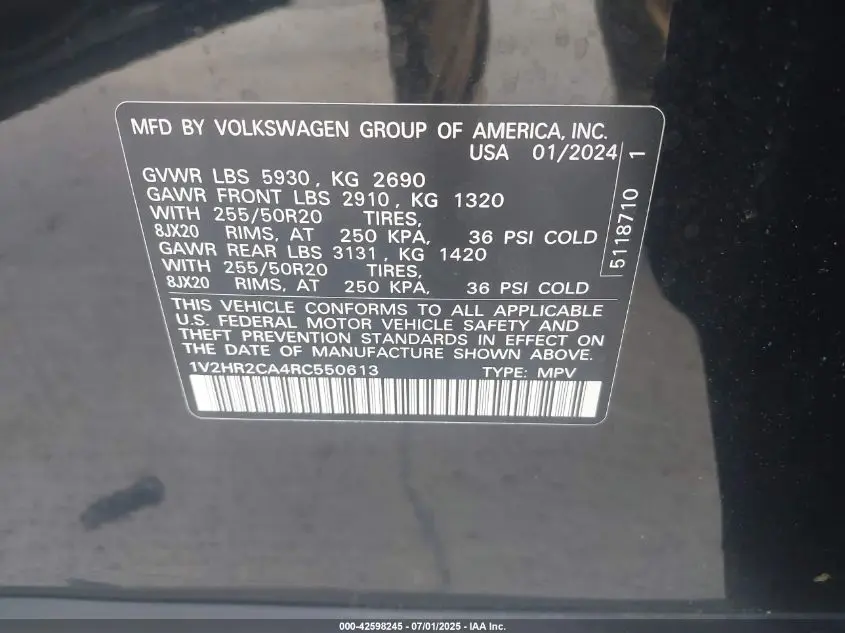 MFD BY VOLKSWAGEN GROUP OF AMERICA, INC.
USA 01/2024
GVWR LBS 5930, KG 2690
GAWR FRONT LBS 2910, KG 1320
WITH 255/50R20 TIRES,
8JX20 RIMS, AT 250 KPA, 36 PSI COLD
GAWR REAR LBS 3131, KG 1420
WITH 255/50R20 TIRES,
8JX20 RIMS, AT 250 KPA, 36 PSI COLD
5118710 1
THIS VEHICLE CONFORMS TO ALL APPLICABLE
U.S. FEDERAL MOTOR VEHICLE SAFETY AND
THEFT PREVENTION STANDARDS IN EFFECT ON
THE DATE OF MANUFACTURE SHOWN ABOVE.
1V2HR2CA4RC550613 TYPE: MPV
000-42598245 - 07/01/2025 - IAA Inc.